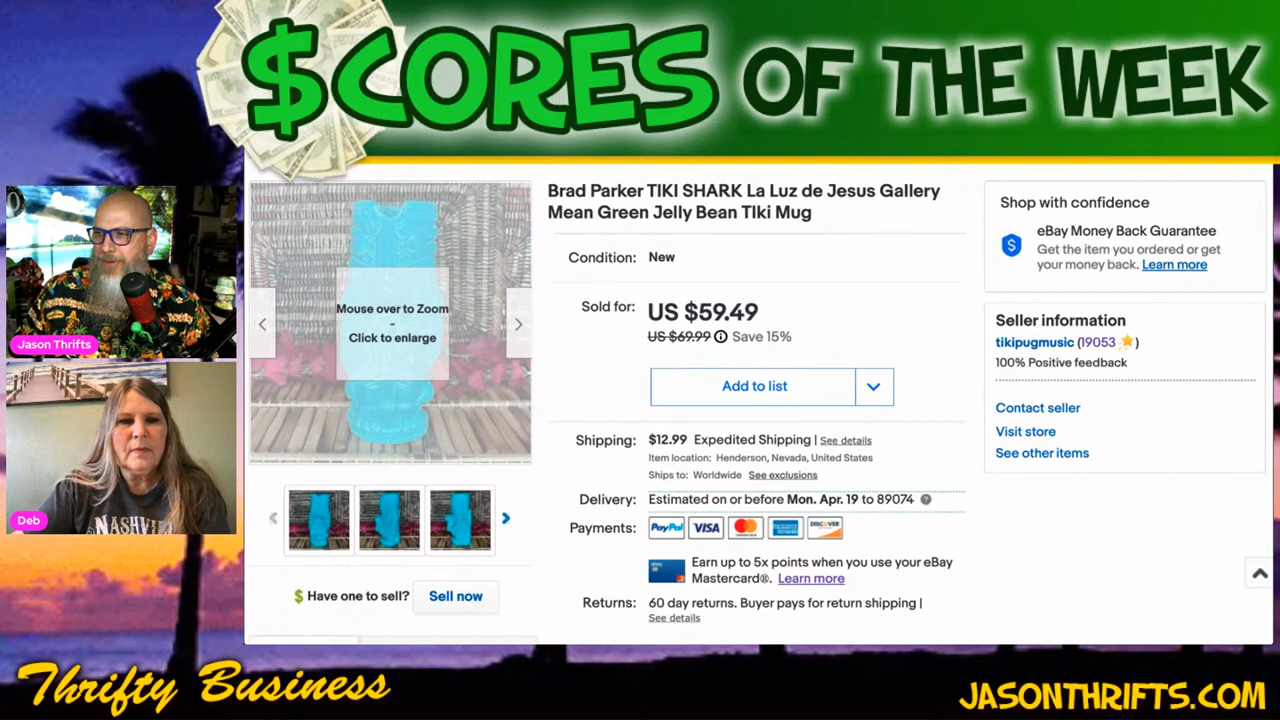 $CORES OF THE WEEK
Brad Parker TIKI SHARK La Luz de Jesus Gallery
Mean Green Jelly Bean TIki Mug
Condition: New
Sold for: US $59.49
US $69.99 Save 15%
Add to list
Shipping: $12.99 Expedited Shipping | See details
Item location: Henderson, Nevada, United States
Ships to: Worldwide See exclusions
Delivery: Estimated on or before Mon. Apr. 19 to 89074
Payments: PayPal VISA DISCOVER
Earn up to 5x points when you use your eBay
Mastercard®. Learn more
Returns: 60 day returns. Buyer pays for return shipping |
See details
Mouse over to Zoom
-
Click to enlarge
$ Have one to sell? Sell now
Shop with confidence
eBay Money Back Guarantee
Get the item you ordered or get
your money back. Learn more
Seller information
tikipugmusic (19053)
100% Positive feedback
Contact seller
Visit store
See other items
Jason Thrifts
NASHVIL
Deb
Thrifty Business
JASONTHRIFTS.COM